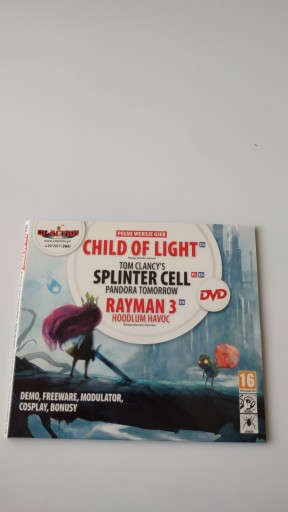 PEŁNE WERSJE GIER
CHILD OF LIGHT
TOM CLANCY'S
SPLINTER CELL
PANDORA TOMORROW
RAYMAN 3
HOODLUM HAVOC
DVD
16
DEMO, FREEWARE, MODULATOR,
COSPLAY, BONUSY